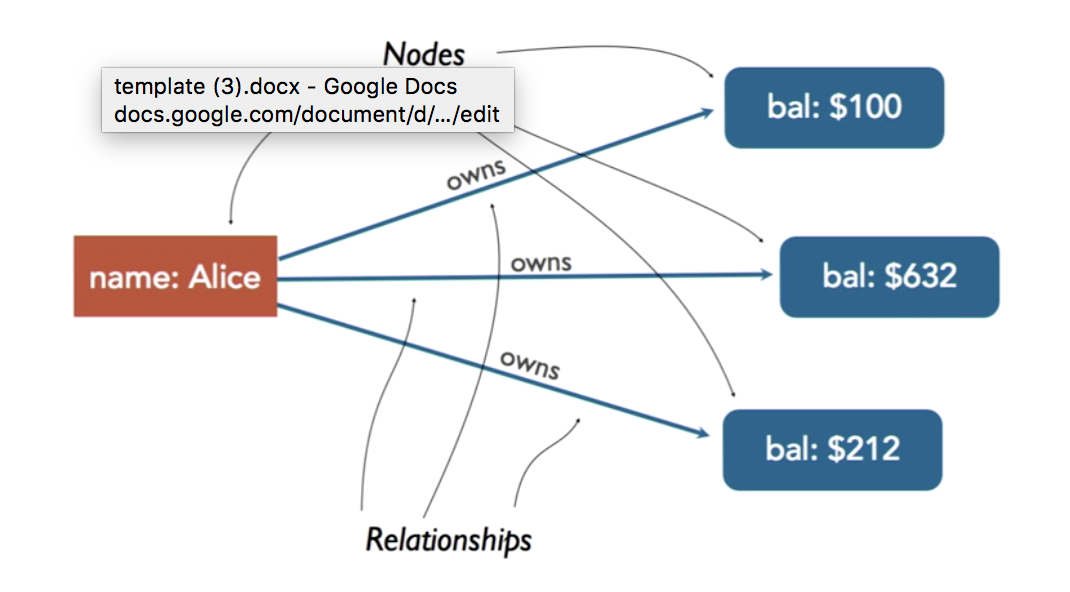 Nodes
template (3).docx - Google Docs
docs.google.com/document/d/.../edit
bal: $100
owns
name: Alice
owns
bal: $632
owns
bal: $212
Relationships